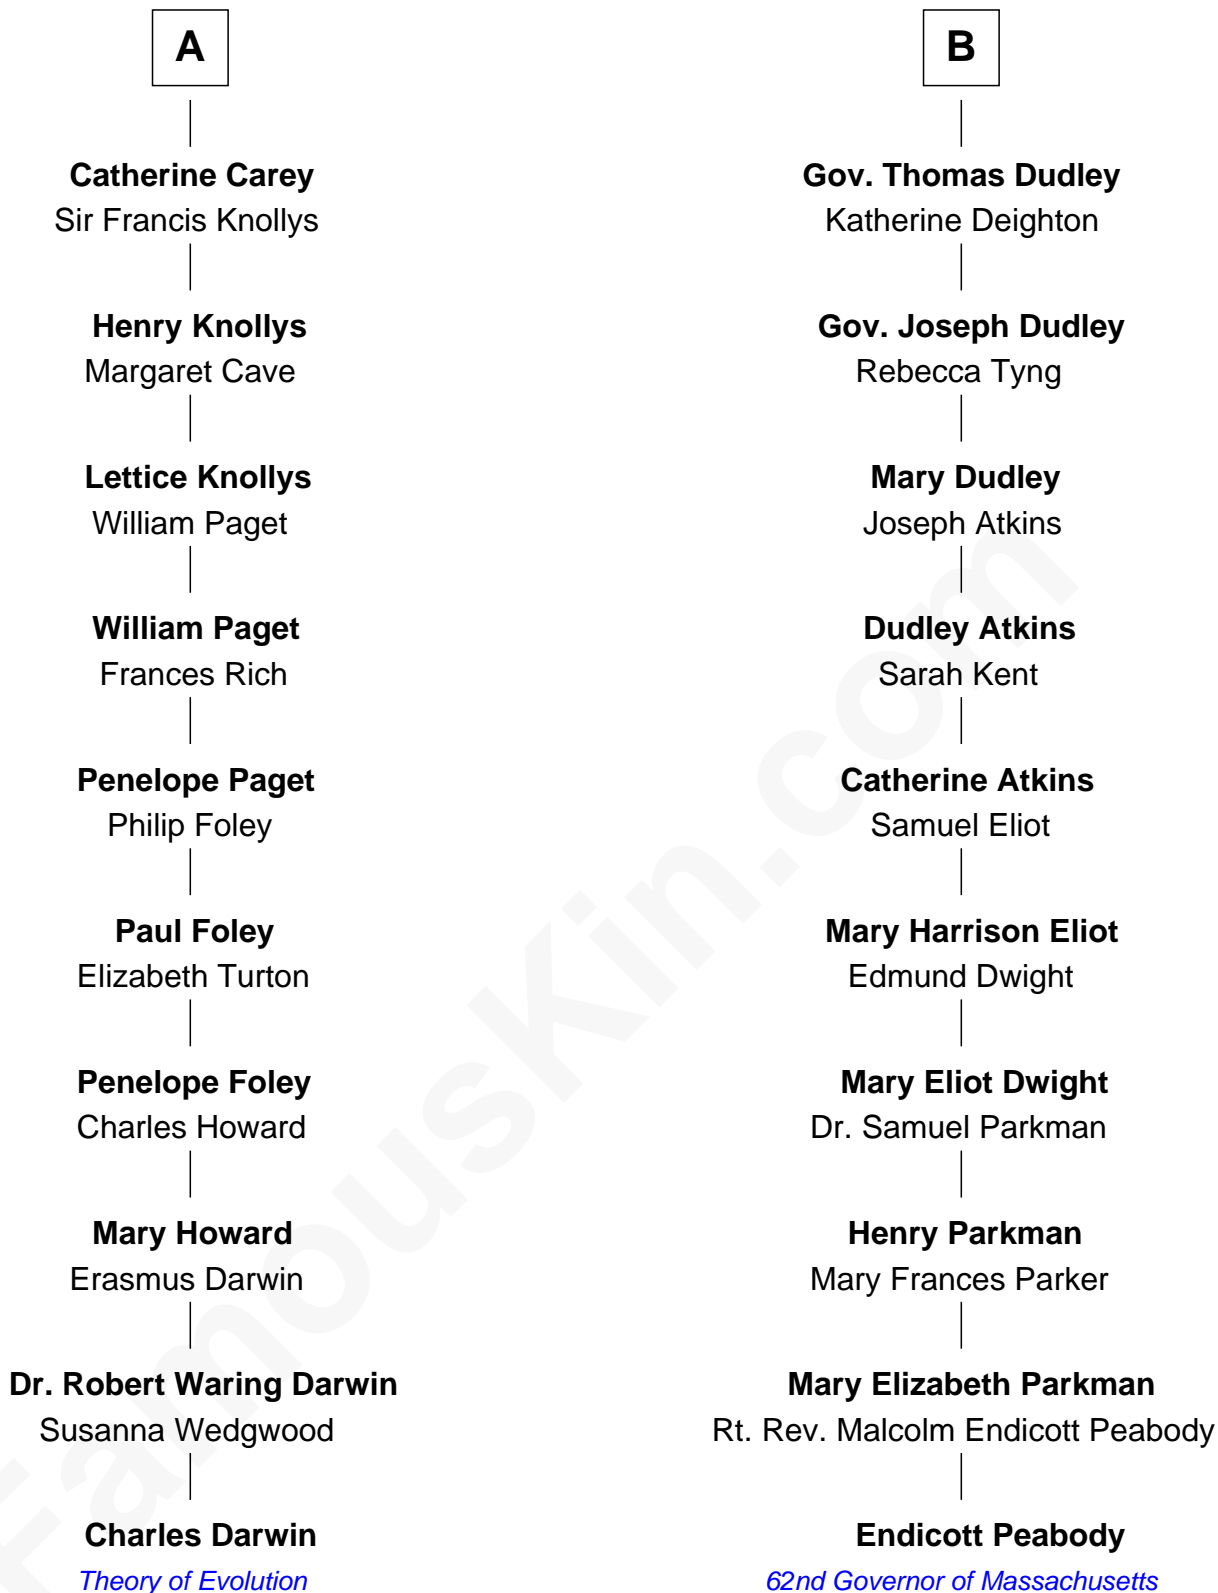 A
Catherine Carey
Sir Francis Knollys
Henry Knollys
Margaret Cave
Lettice Knollys
William Paget
William Paget
Frances Rich
Penelope Paget
Philip Foley
Paul Foley
Elizabeth Turton
Penelope Foley
Charles Howard
Mary Howard
Erasmus Darwin
Dr. Robert Waring Darwin
Susanna Wedgwood
Charles Darwin
Theory of Evolution
B
Gov. Thomas Dudley
Katherine Deighton
Gov. Joseph Dudley
Rebecca Tyng
Mary Dudley
Joseph Atkins
Dudley Atkins
Sarah Kent
Catherine Atkins
Samuel Eliot
Mary Harrison Eliot
Edmund Dwight
Mary Eliot Dwight
Dr. Samuel Parkman
Henry Parkman
Mary Frances Parker
Mary Elizabeth Parkman
Rt. Rev. Malcolm Endicott Peabody
Endicott Peabody
62nd Governor of Massachusetts
FamousKin.com